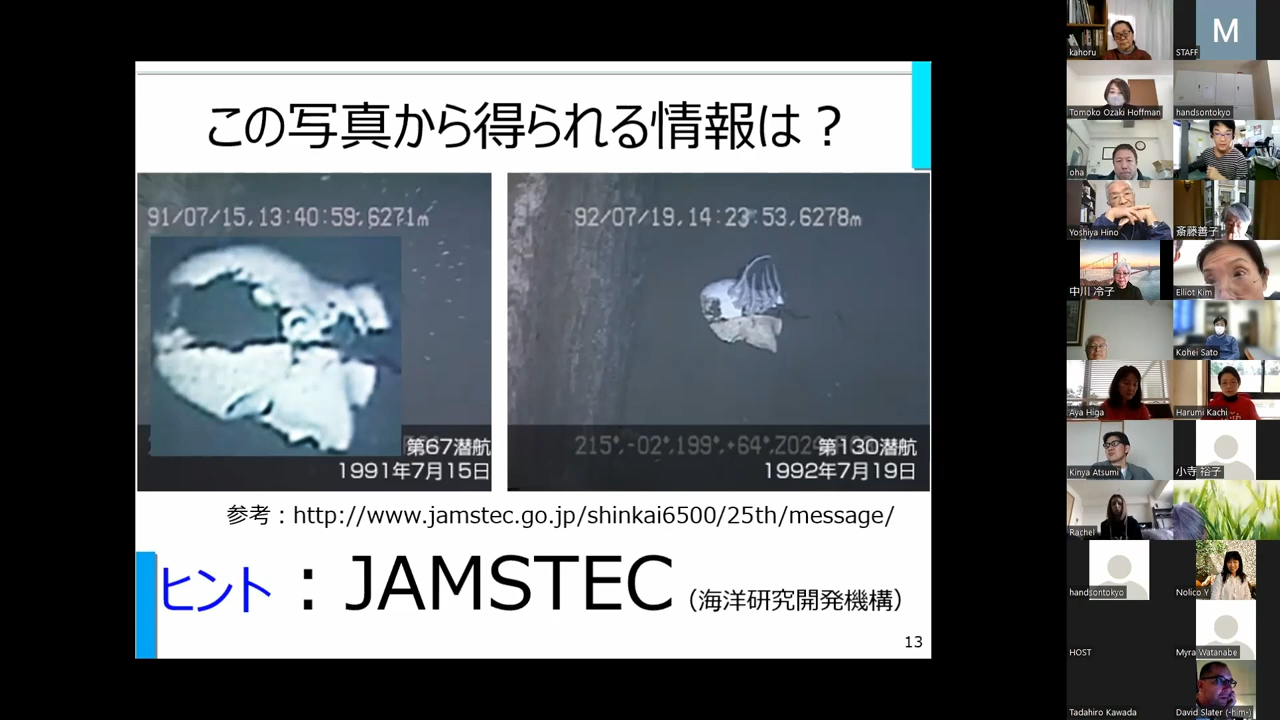 この写真から得られる情報は？
91/07/15,13:40:59,6271m
92/07/19,14:23:53,6278m
第67潜航
1991年7月15日
215°,-02°,199°,+64°,Z02
第130潜航
1992年7月19日
参考：http://www.jamstec.go.jp/shinkai6500/25th/message/
ヒント：JAMSTEC（海洋研究開発機構）
13
kahoru
M
STAFF
Tomoko Ozaki Hoffman
handsontokyo
oha
Yoshiya Hino
斎藤善子
中川 冷子
Elliot Kim
Kohei Sato
Aya Higa
Harumi Kachi
Kinya Atsumi
小寺 裕子
Rachel
handsontokyo
Nolico Y
HOST
Myra Watanabe
Tadahiro Kawada
David Slater (-him-)